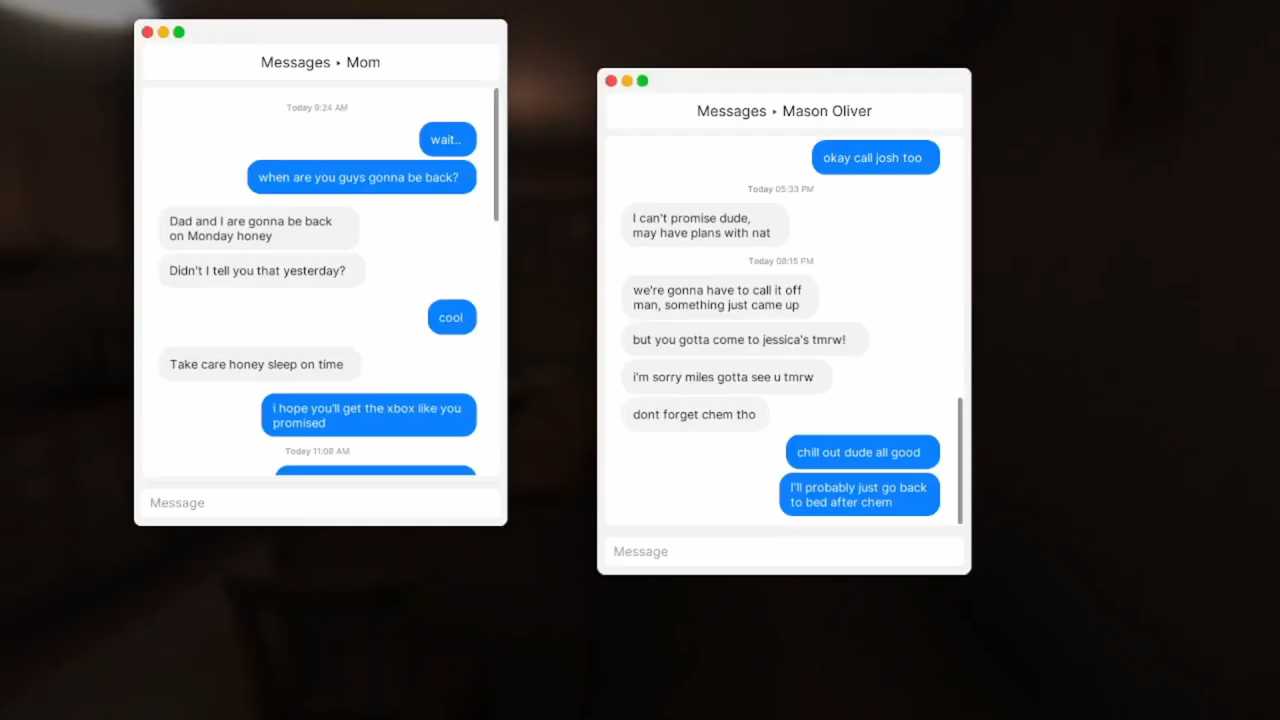 Messages ‣ Mom
Today 9:24 AM
wait..
when are you guys gonna be back?
Dad and I are gonna be back
on Monday honey
Didn't I tell you that yesterday?
cool
Take care honey sleep on time
i hope you'll get the xbox like you
promised
Today 11:08 AM
Message
Messages ‣ Mason Oliver
okay call josh too
Today 05:33 PM
I can't promise dude,
may have plans with nat
Today 08:15 PM
we're gonna have to call it off
man, something just came up
but you gotta come to jessica's tmrw!
i'm sorry miles gotta see u tmrw
dont forget chem tho
chill out dude all good
I'll probably just go back
to bed after chem
Message